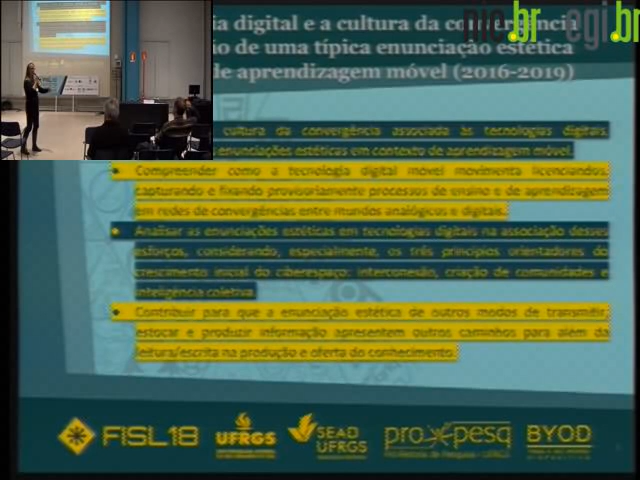 nic.br egi.br
ia digital e a cultura da convergência
ão de uma típica enunciação estética
de aprendizagem móvel (2016-2019)
cultura da convergência associada às tecnologias digitais,
enunciações estéticas em contexto de aprendizagem móvel.
Compreender como a tecnologia digital móvel movimenta licenciandos,
capturando e fixando provisoriamente processos de ensino e de aprendizagem
em redes de convergências entre mundos analógicos e digitais.
Analisar as enunciações estéticas em tecnologias digitais na associação desses
esforços, considerando, especialmente, os três princípios orientadores do
crescimento inicial do ciberespaço: interconexão, criação de comunidades e
inteligência coletiva.
Contribuir para que a enunciação estética de outros modos de transmitir,
estocar e produzir informação apresentem outros caminhos para além da
leitura/escrita na produção e oferta do conhecimento.
FISL18
UFRGS
SEAD
UFRGS
propesq
BYOD